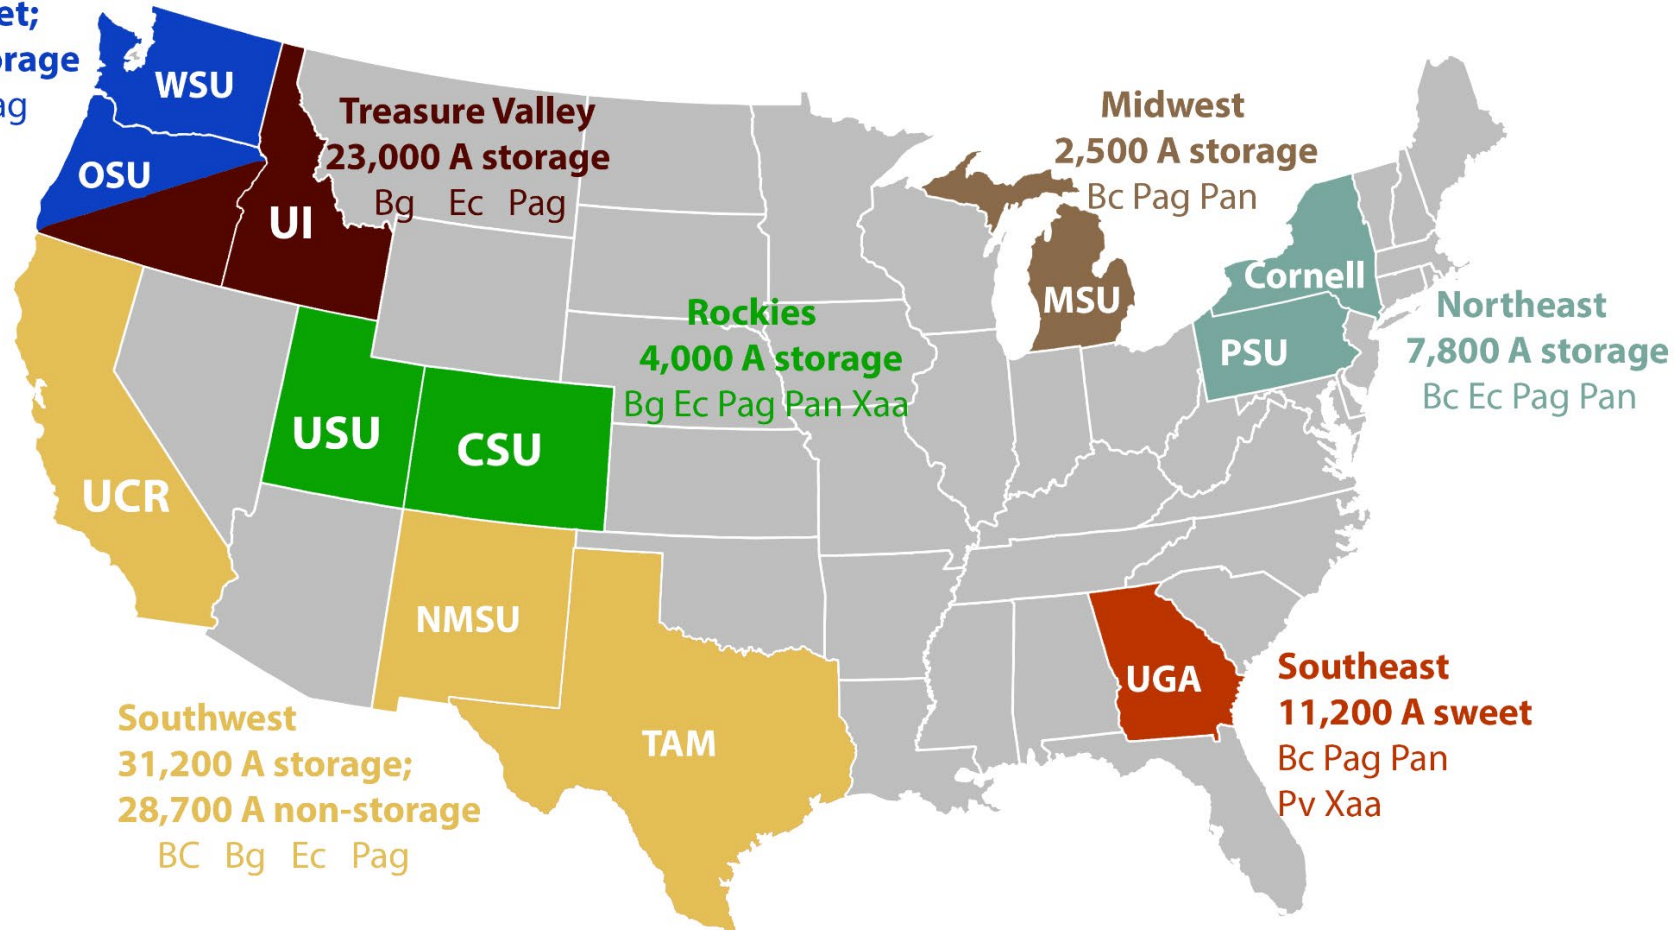 WSU
OSU
UI
Treasure Valley
23,000 A storage
Bg Ec Pag
Midwest
2,500 A storage
Bc Pag Pan
MSU
Cornell
PSU
Northeast
7,800 A storage
Bc Ec Pag Pan
Rockies
4,000 A storage
Bg Ec Pag Pan Xaa
USU
CSU
UCR
NMSU
TAM
Southwest
31,200 A storage;
28,700 A non-storage
BC Bg Ec Pag
UGA
Southeast
11,200 A sweet
Bc Pag Pan
Pv Xaa